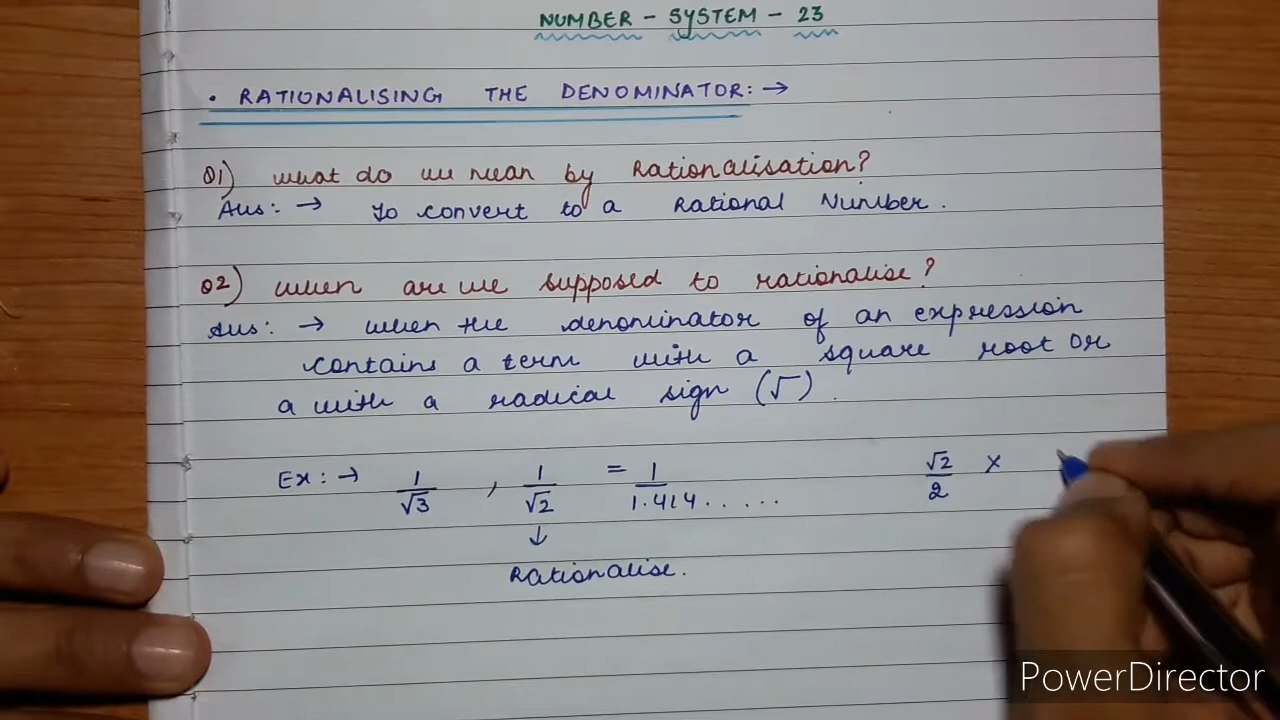 NUMBER - SYSTEM - 23
• RATIONALISING THE DENOMINATOR: →
Q1) What do we mean by Rationalisation?
Ans: → To convert to a Rational Number.
Q2) When are we supposed to rationalise?
Ans: → When the denominator of an expression
contains a term with a square root or
a with a radical sign (√).
Ex: → 1/√3 , 1/√2 = 1/1.414..... √2/2 ×
↓
Rationalise.
PowerDirector